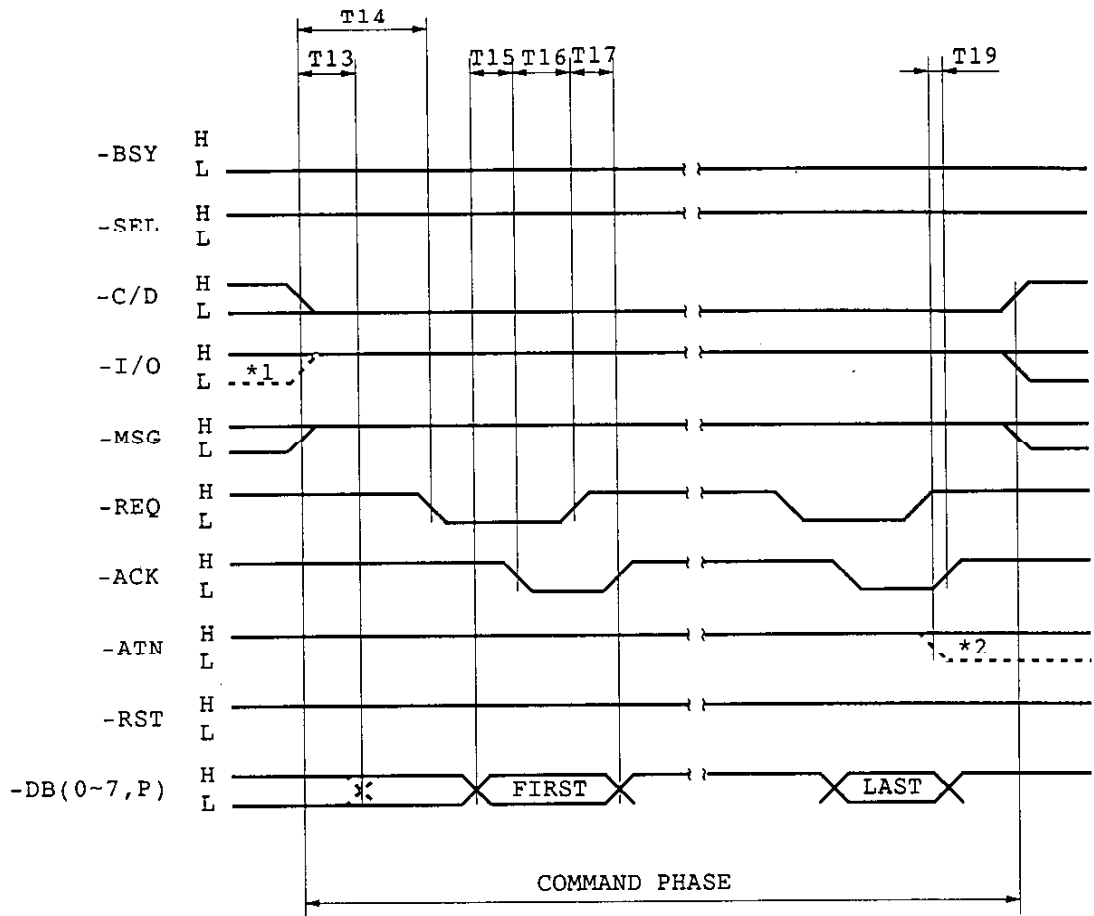 T14
T13 T15 T16 T17 T19
-BSY H
L
-SEL H
L
-C/D H
L
-I/O H
L *1
-MSG H
L
-REQ H
L
-ACK H
L
-ATN H
L *2
-RST H
L
-DB(0~7,P) H
L FIRST LAST
COMMAND PHASE